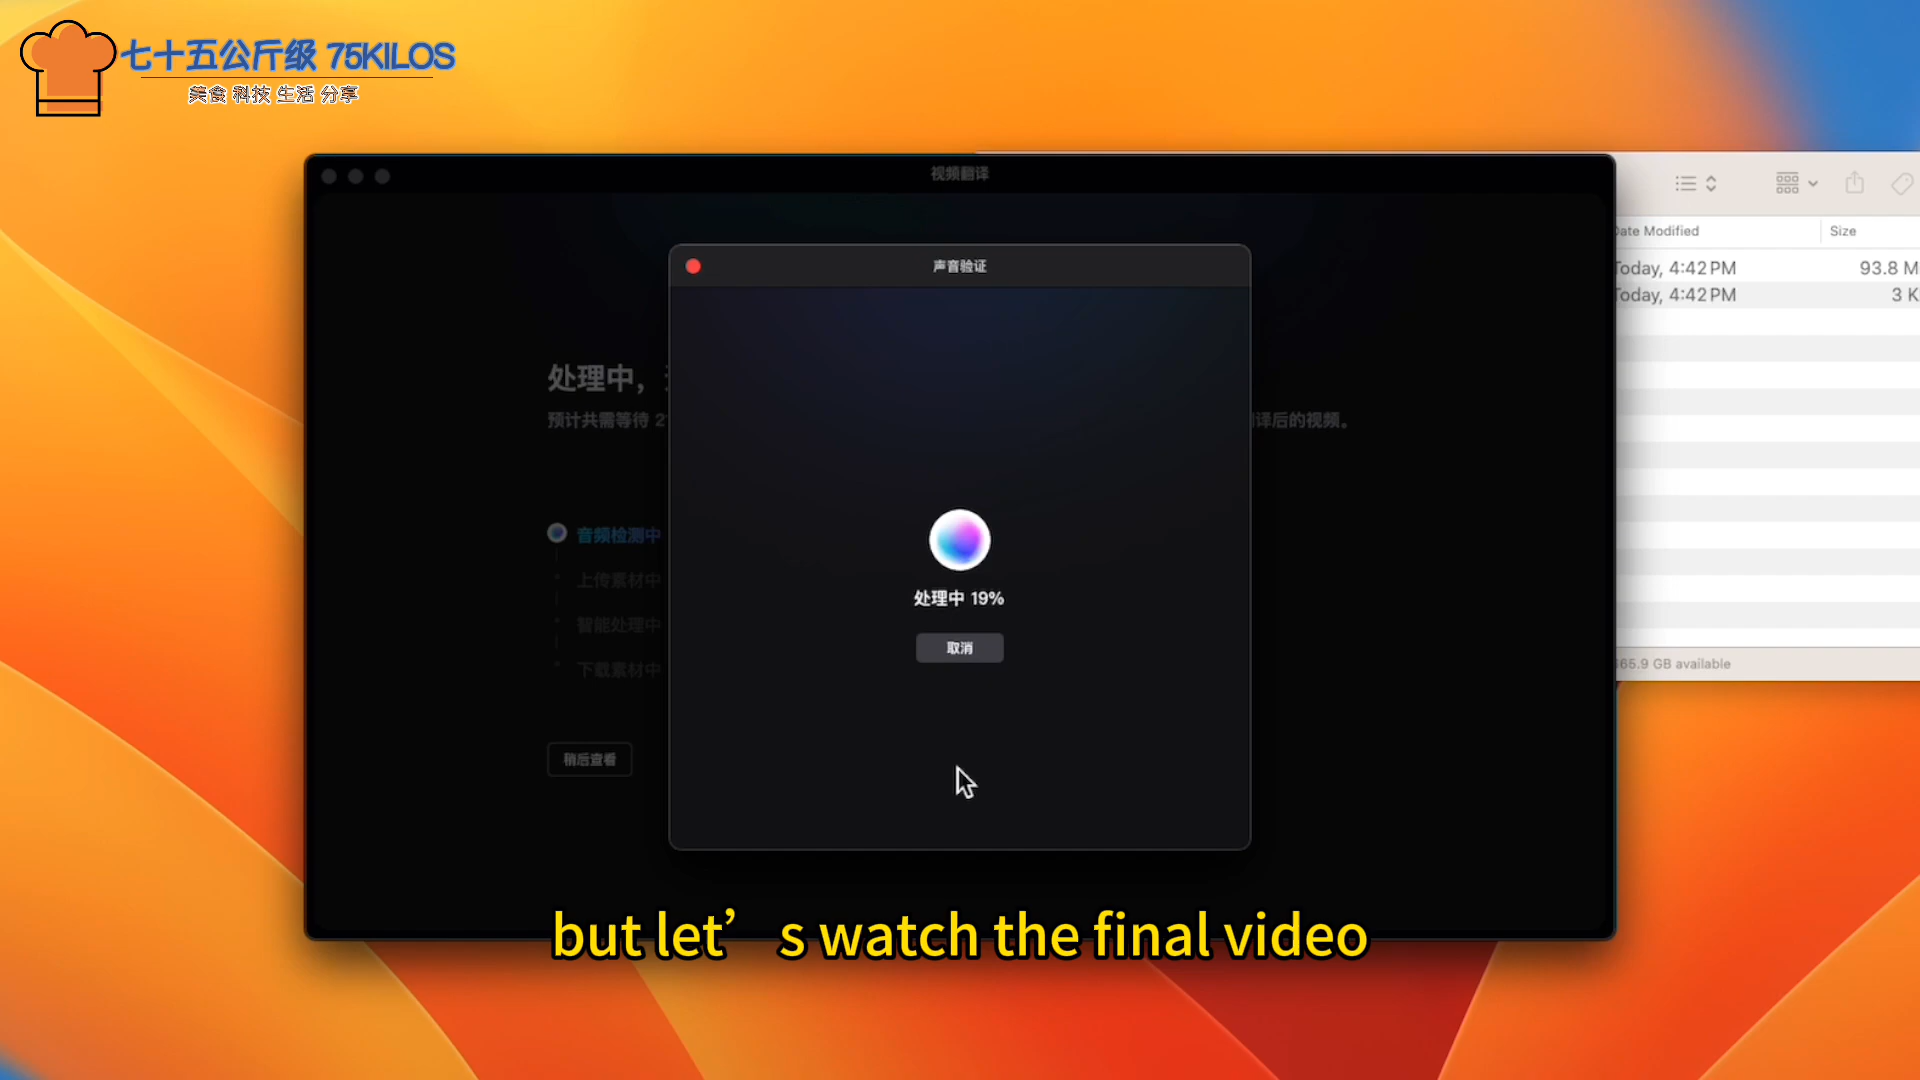 七十五公斤级 75KILOS
美食 科技 生活 分享
视频翻译
声音验证
Date Modified
Size
Today, 4:42 PM
93.8 M
Today, 4:42 PM
3 K
处理中,
预计共需等待 2
译后的视频。
音频检测中
上传素材中
智能处理中
下载素材中
处理中 19%
取消
稍后查看
65.9 GB available
but let’s watch the final video